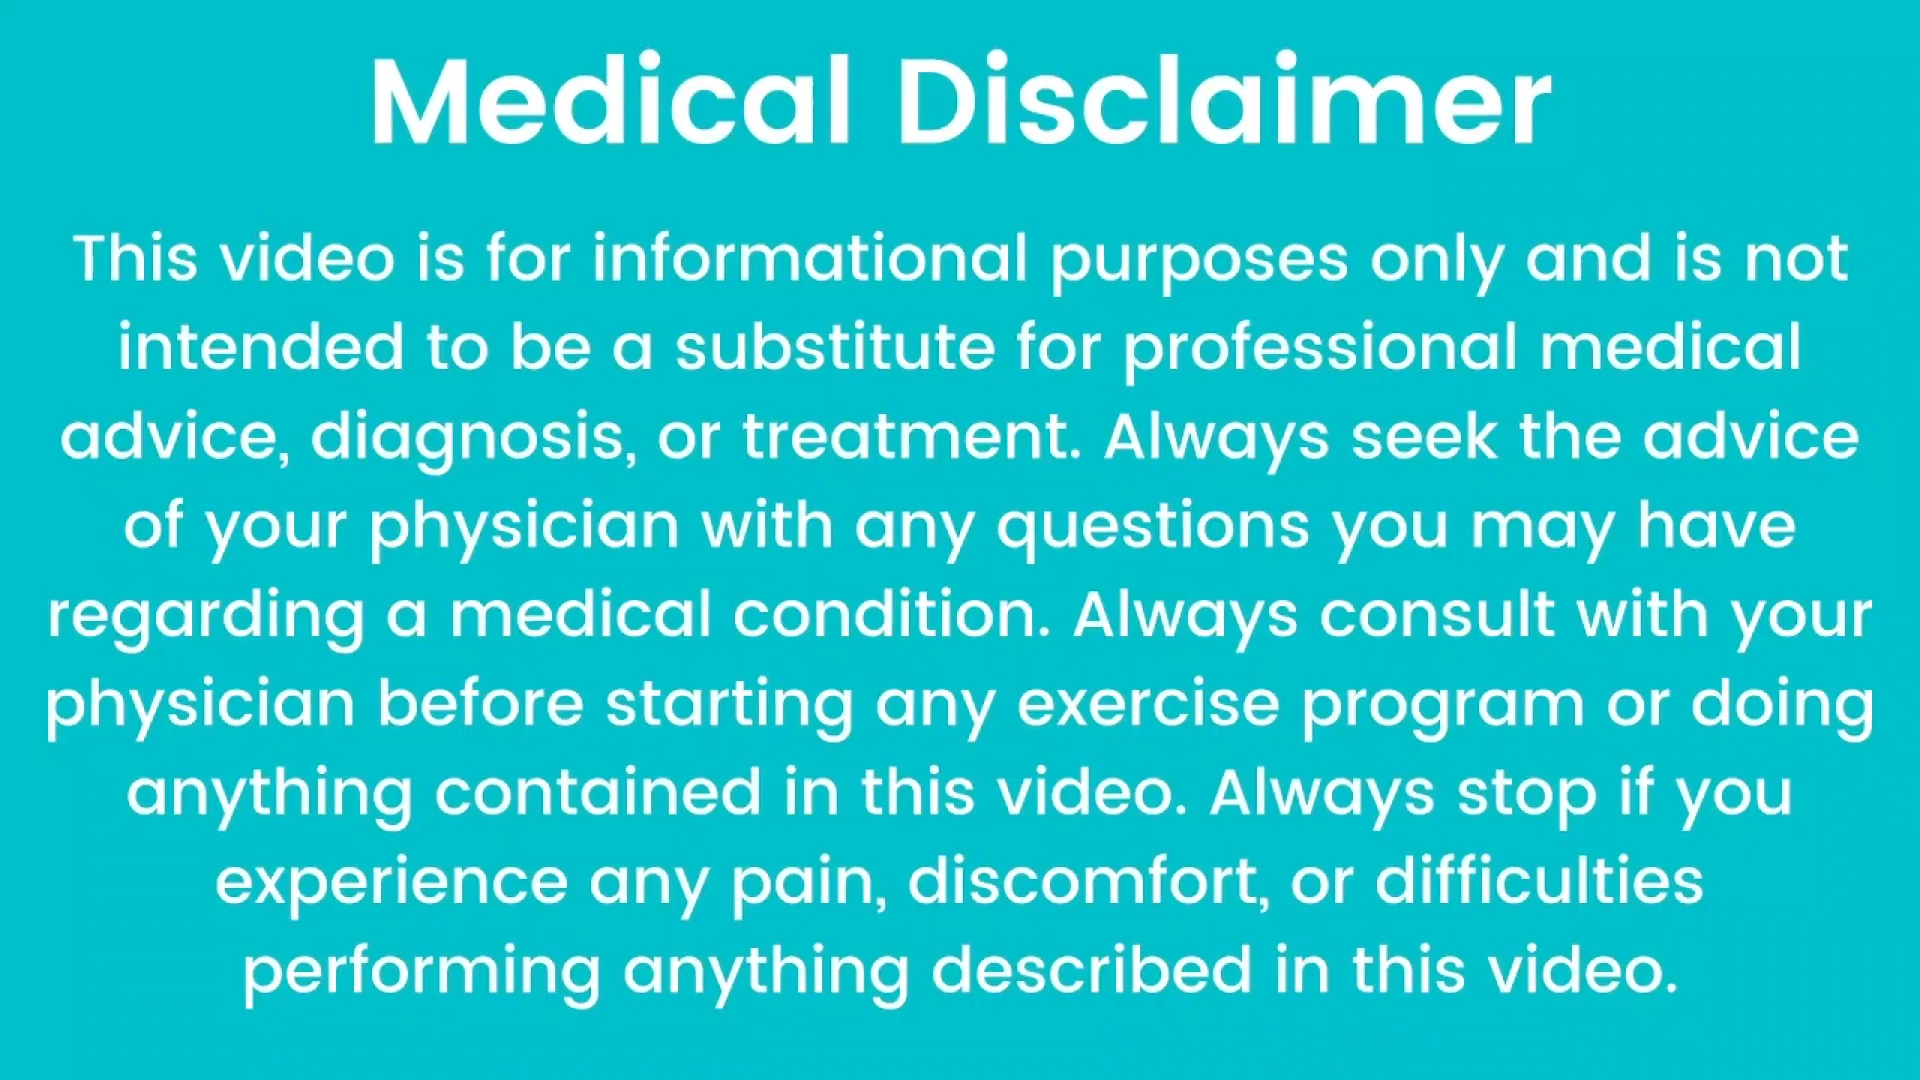 Medical Disclaimer
This video is for informational purposes only and is not
intended to be a substitute for professional medical
advice, diagnosis, or treatment. Always seek the advice
of your physician with any questions you may have
regarding a medical condition. Always consult with your
physician before starting any exercise program or doing
anything contained in this video. Always stop if you
experience any pain, discomfort, or difficulties
performing anything described in this video.